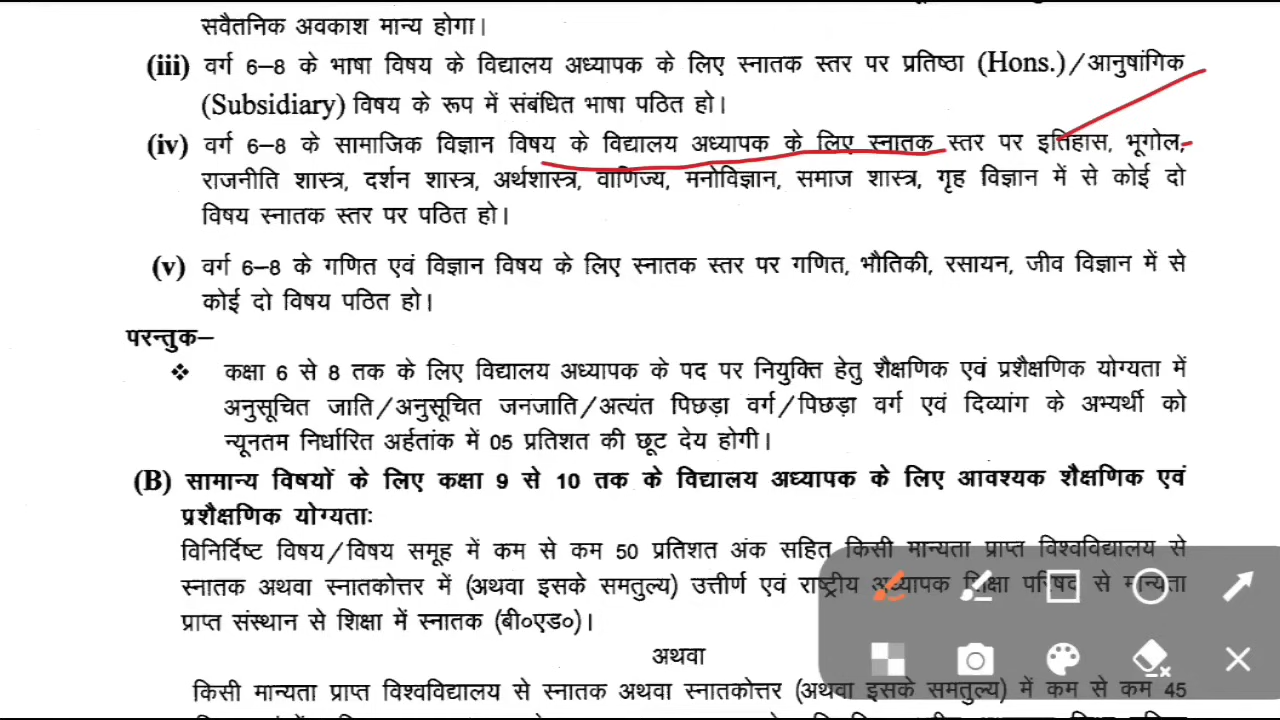 सवैतनिक अवकाश मान्य होगा।
(iii) वर्ग 6–8 के भाषा विषय के विद्यालय अध्यापक के लिए स्नातक स्तर पर प्रतिष्ठा (Hons.)/आनुषांगिक
(Subsidiary) विषय के रूप में संबंधित भाषा पठित हो।
(iv) वर्ग 6–8 के सामाजिक विज्ञान विषय के विद्यालय अध्यापक के लिए स्नातक स्तर पर इतिहास, भूगोल,
राजनीति शास्त्र, दर्शन शास्त्र, अर्थशास्त्र, वाणिज्य, मनोविज्ञान, समाज शास्त्र, गृह विज्ञान में से कोई दो
विषय स्नातक स्तर पर पठित हो।
(v) वर्ग 6–8 के गणित एवं विज्ञान विषय के लिए स्नातक स्तर पर गणित, भौतिकी, रसायन, जीव विज्ञान में से
कोई दो विषय पठित हो।
परन्तुक–
❖ कक्षा 6 से 8 तक के लिए विद्यालय अध्यापक के पद पर नियुक्ति हेतु शैक्षणिक एवं प्रशैक्षणिक योग्यता में
अनुसूचित जाति/अनुसूचित जनजाति/अत्यंत पिछड़ा वर्ग/पिछड़ा वर्ग एवं दिव्यांग के अभ्यर्थी को
न्यूनतम निर्धारित अर्हतांक में 05 प्रतिशत की छूट देय होगी।
(B) सामान्य विषयों के लिए कक्षा 9 से 10 तक के विद्यालय अध्यापक के लिए आवश्यक शैक्षणिक एवं
प्रशैक्षणिक योग्यताः
विनिर्दिष्ट विषय/विषय समूह में कम से कम 50 प्रतिशत अंक सहित किसी मान्यता प्राप्त विश्वविद्यालय से
स्नातक अथवा स्नातकोत्तर में (अथवा इसके समतुल्य) उत्तीर्ण एवं राष्ट्रीय अध्यापक शिक्षा परिषद से मान्यता
प्राप्त संस्थान से शिक्षा में स्नातक (बी०एड०)।
अथवा
किसी मान्यता प्राप्त विश्वविद्यालय से स्नातक अथवा स्नातकोत्तर (अथवा इसके समतुल्य) में कम से कम 45